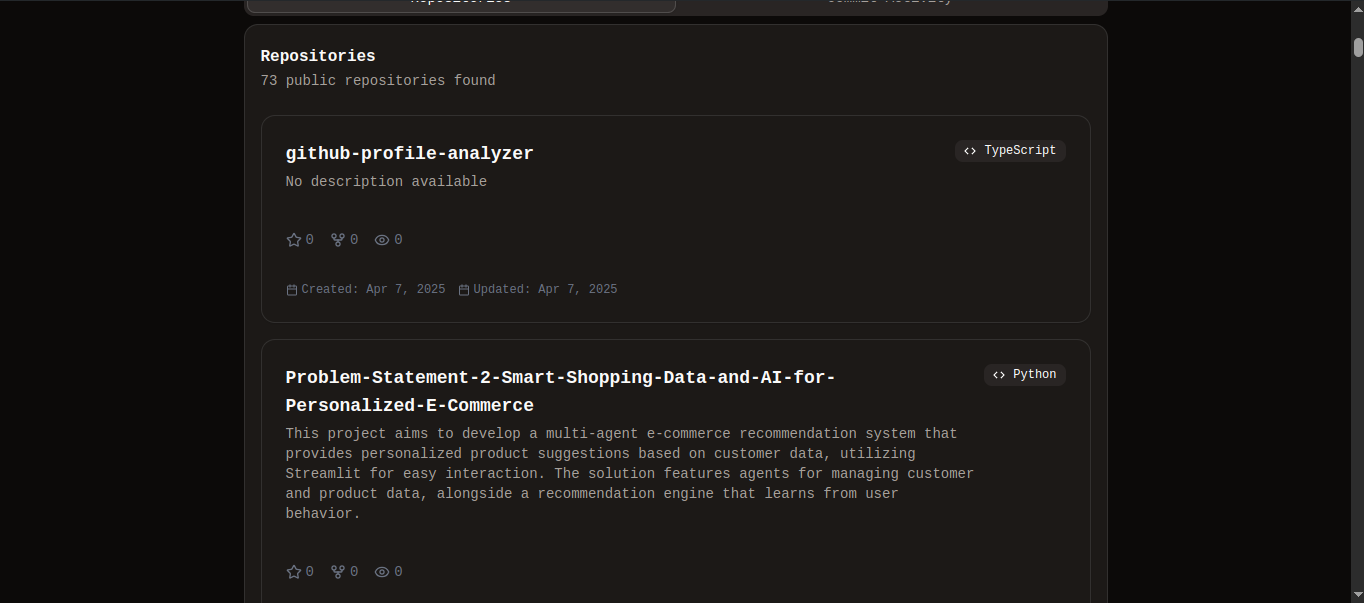 Repositories
73 public repositories found
github-profile-analyzer
<> TypeScript
No description available
0 0 0
Created: Apr 7, 2025 Updated: Apr 7, 2025
Problem-Statement-2-Smart-Shopping-Data-and-AI-for-
Personalized-E-Commerce
<> Python
This project aims to develop a multi-agent e-commerce recommendation system that
provides personalized product suggestions based on customer data, utilizing
Streamlit for easy interaction. The solution features agents for managing customer
and product data, alongside a recommendation engine that learns from user
behavior.
0 0 0